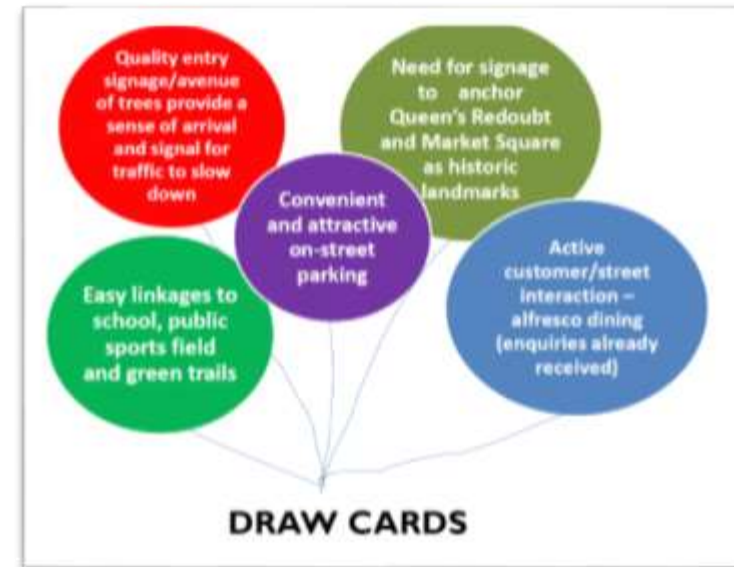 Quality entry
signage/avenue
of trees provide a
sense of arrival
and signal for
traffic to slow
down
Need for signage
to anchor
Queen's Redoubt
and Market Square
as historic
landmarks
Convenient
and attractive
on-street
parking
Easy linkages to
school, public
sports field
and green trails
Active
customer/street
interaction –
alfresco dining
(enquiries already
received)
DRAW CARDS